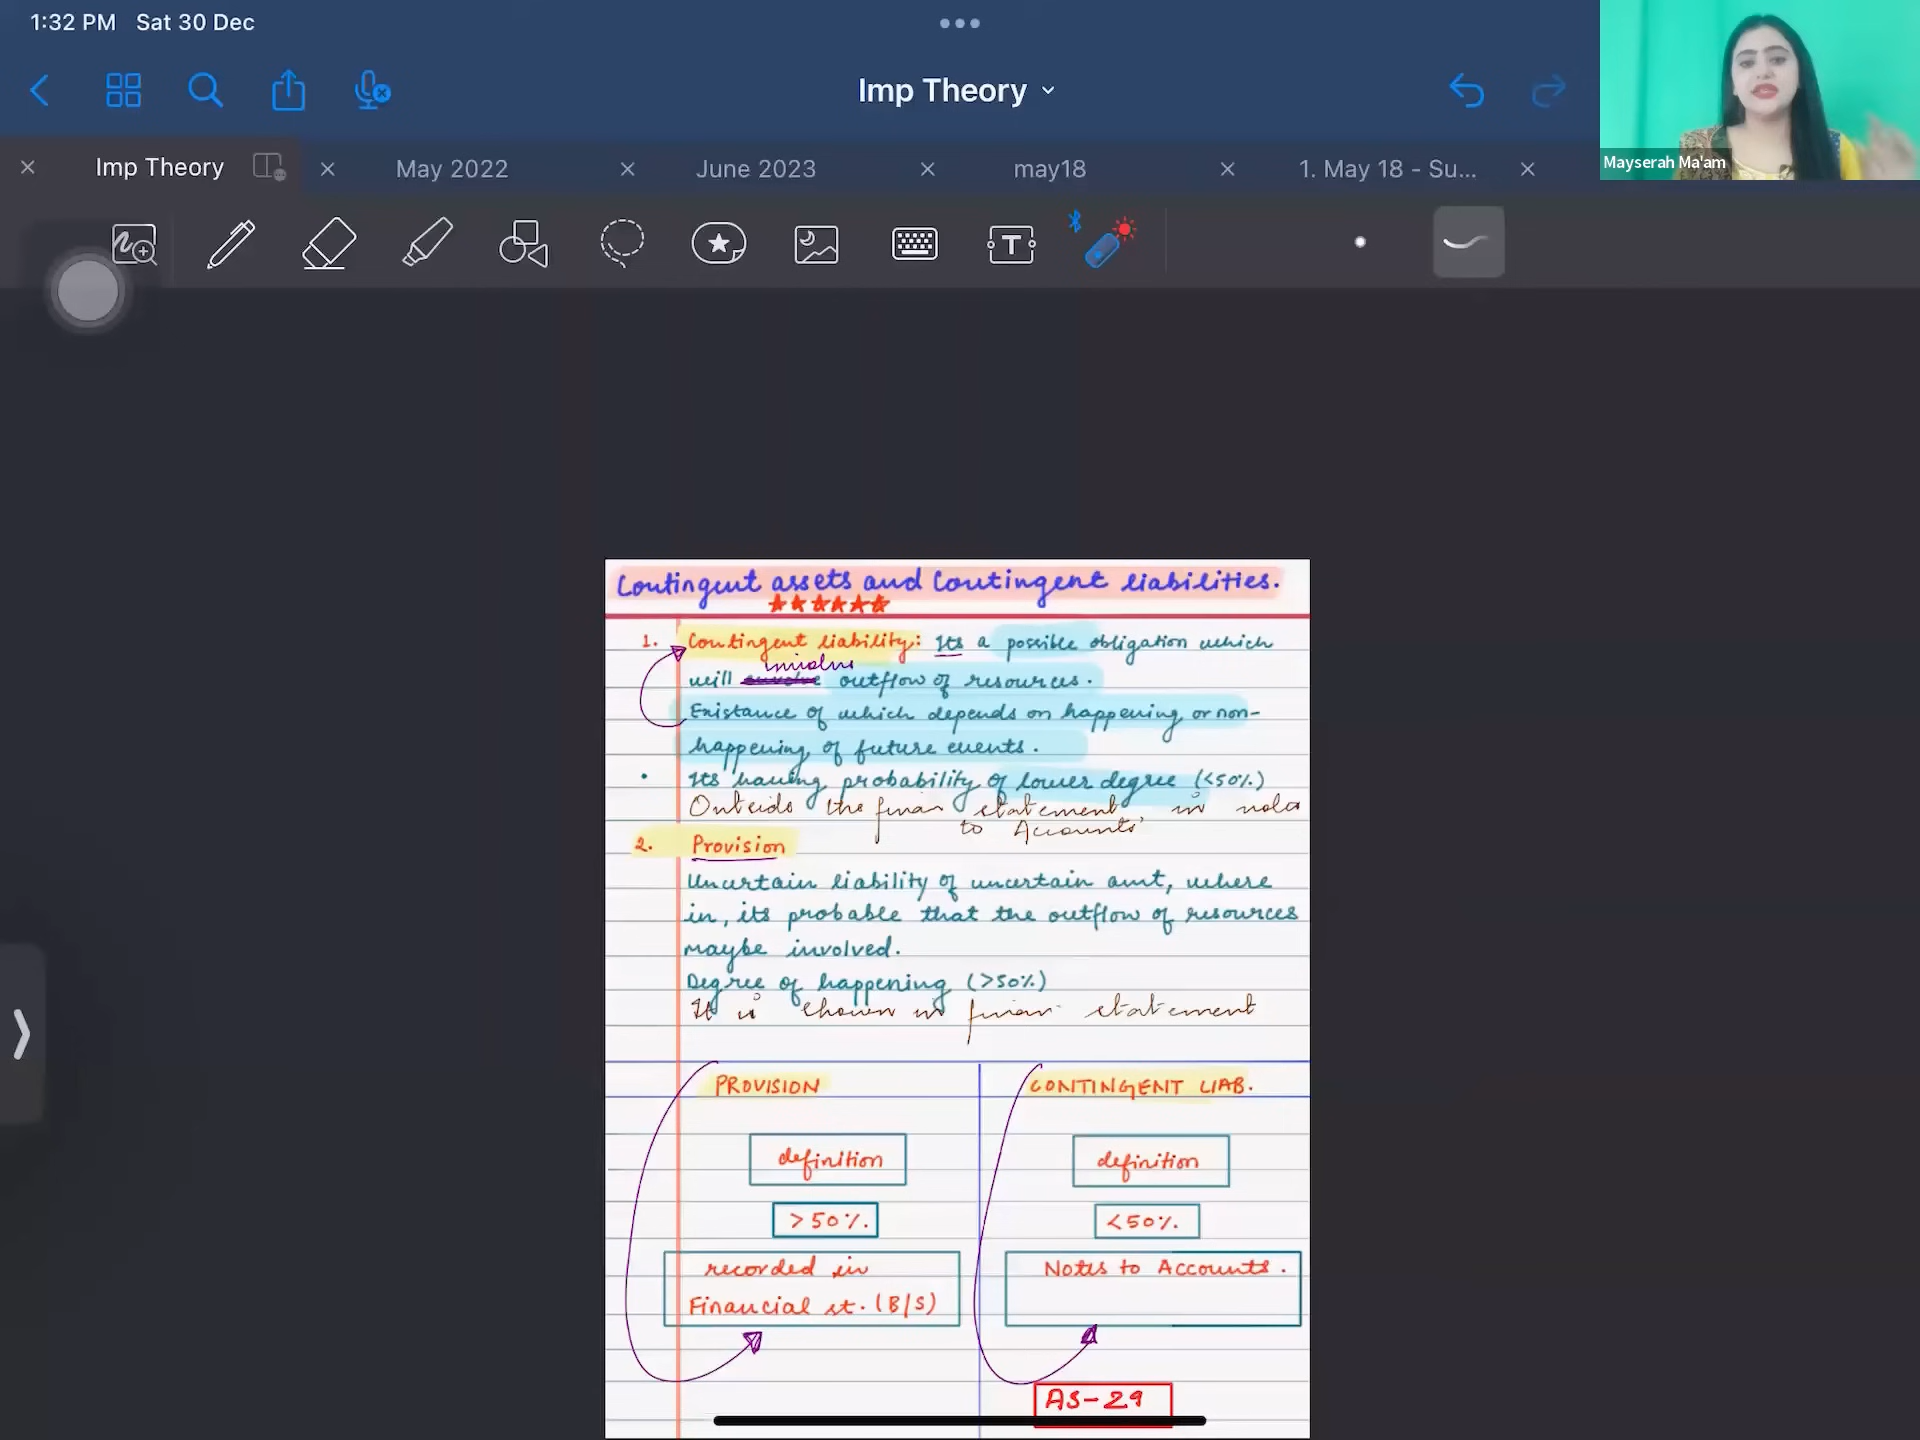 1:32 PM Sat 30 Dec
Imp Theory
Mayserah Ma'am
Imp Theory
May 2022
June 2023
may18
1. May 18 - Su...
T
Contingent assets and Contingent liabilities.
1. Contingent liability: Its a possible obligation which
involve
will outflow of resources.
Existance of which depends on happening or non-
happening of future events.
• Its having probability of lower degree (<50%)
Outside the finan statement in notes
to Accounts
2. Provision
Uncertain liability of uncertain amt, where
in, its probable that the outflow of resources
maybe involved.
Degree of happening (>50%)
It is shown in finan statement
PROVISION
CONTINGENT LIAB.
definition
definition
>50%.
<50%.
recorded in
Financial st. (B/S)
Notes to Accounts.
AS-29